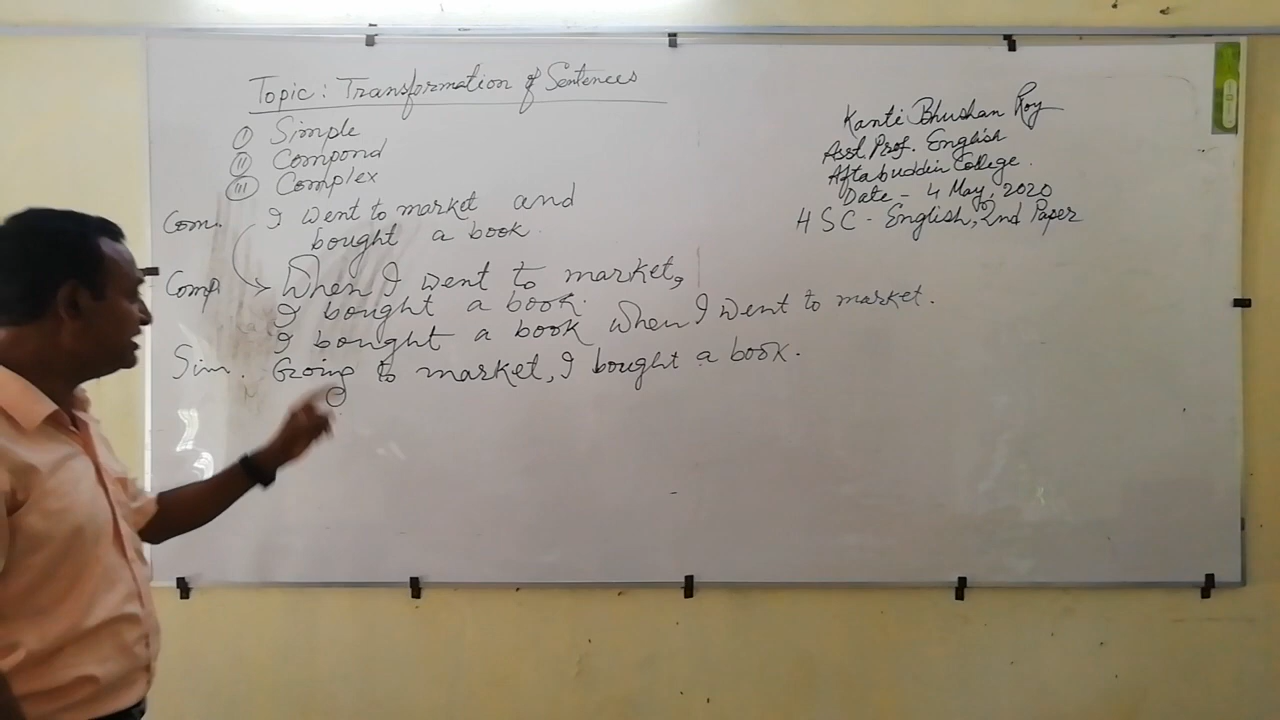 Topic: Transformation of Sentences
I Simple
II Compond
III Complex
Com. I went to market and
bought a book.
Comp. When I went to market,
I bought a book.
I bought a book when I went to market.
Sim. Going to market, I bought a book.
Kanti Bhushan Roy
Asst. Prof. English
Aftabuddin College.
Date - 4 May, 2020
HSC - English, 2nd Paper